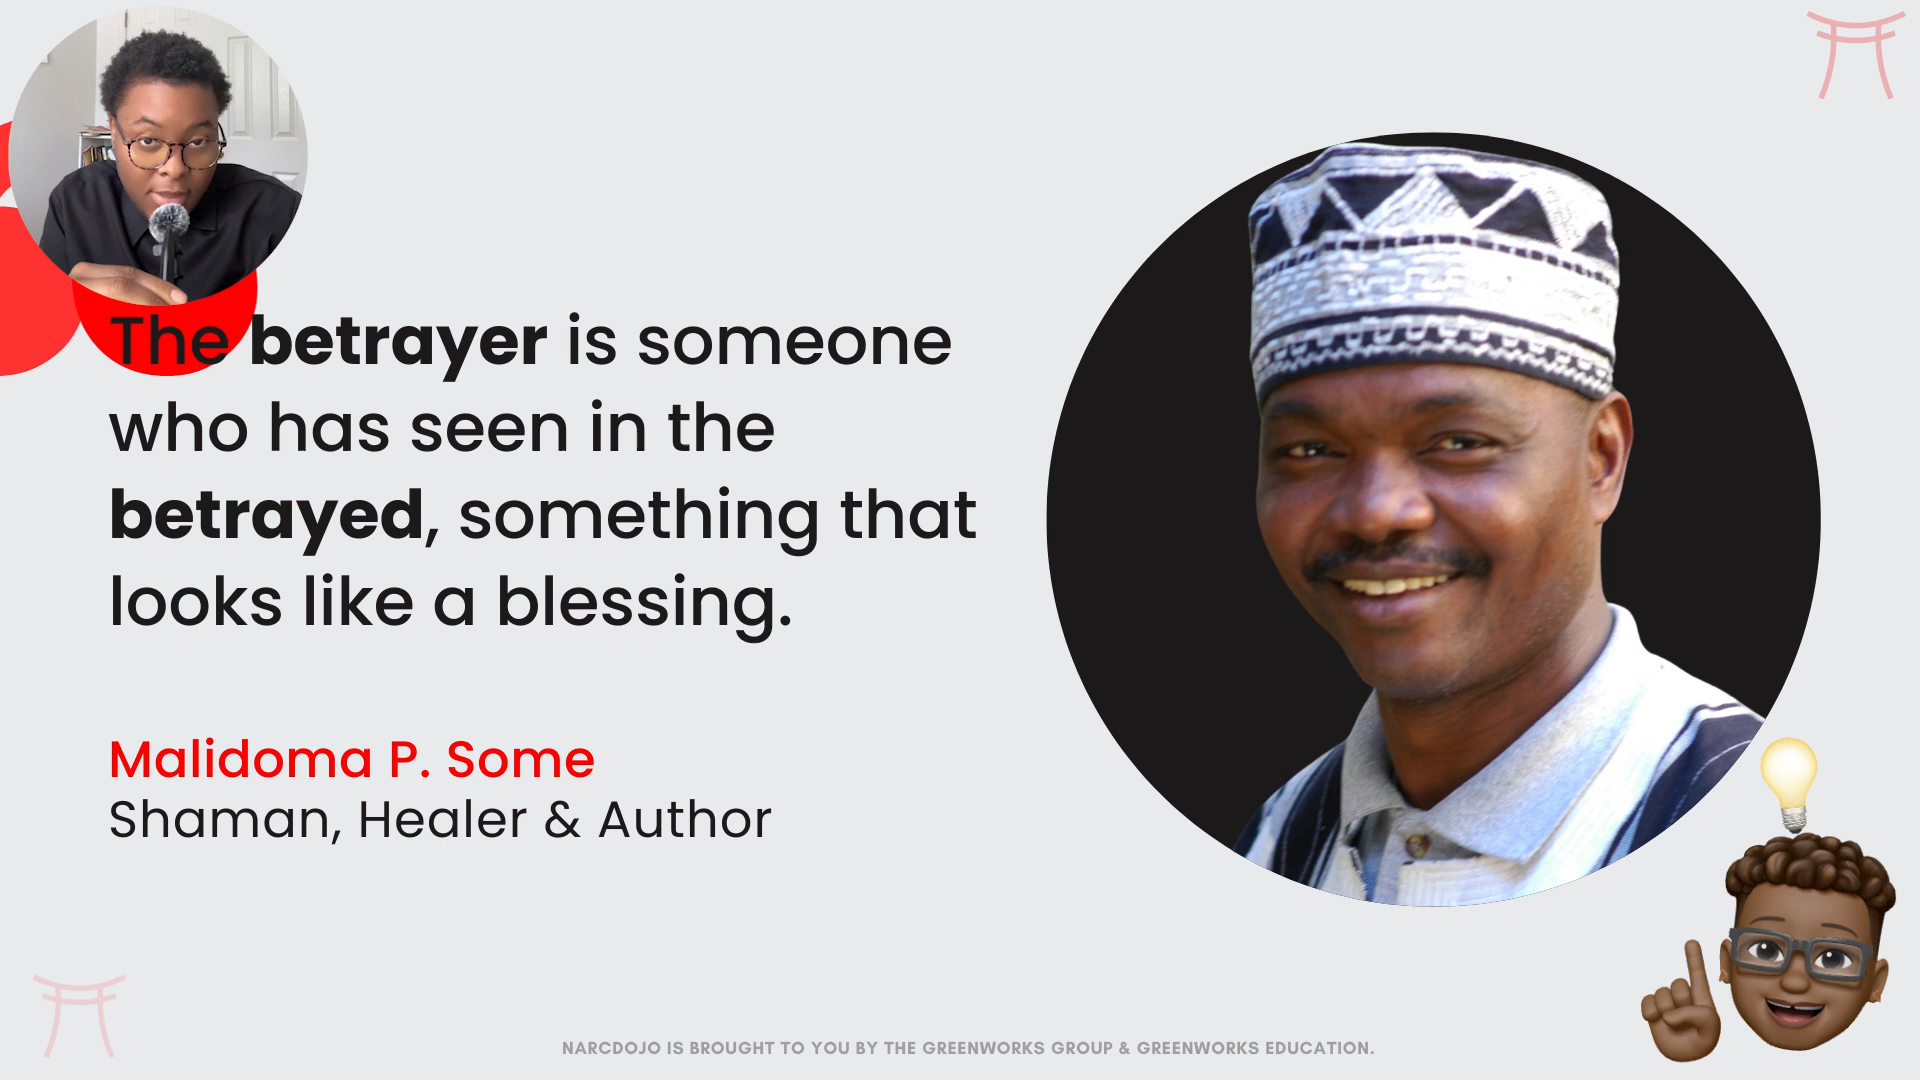 The betrayer is someone
who has seen in the
betrayed, something that
looks like a blessing.
Malidoma P. Some
Shaman, Healer & Author
NARCDOJO IS BROUGHT TO YOU BY THE GREENWORKS GROUP & GREENWORKS EDUCATION.